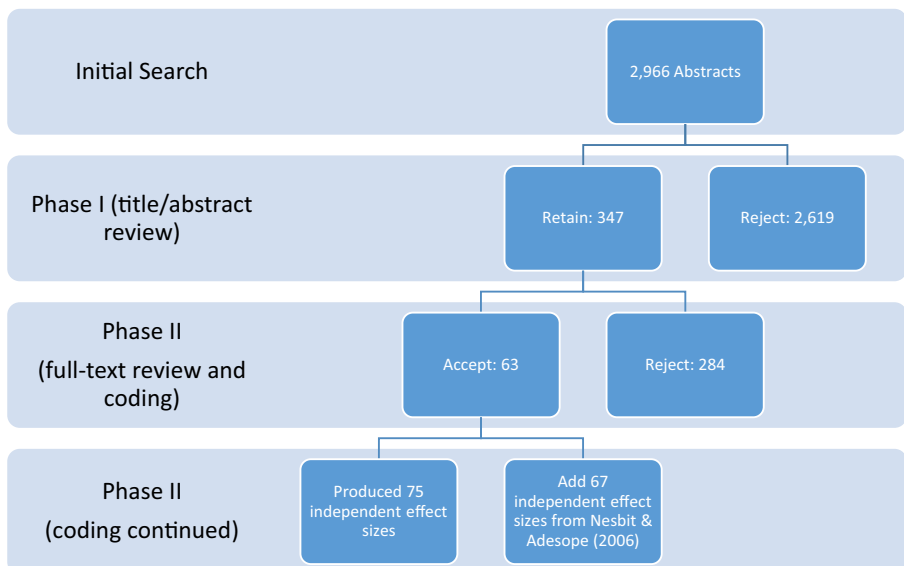 Initial Search
2,966 Abstracts
Phase I (title/abstract
review)
Retain: 347
Reject: 2,619
Phase II
(full-text review and
coding)
Accept: 63
Reject: 284
Phase II
(coding continued)
Produced 75
independent effect
sizes
Add 67
independent effect
sizes from Nesbit &
Adesope (2006)